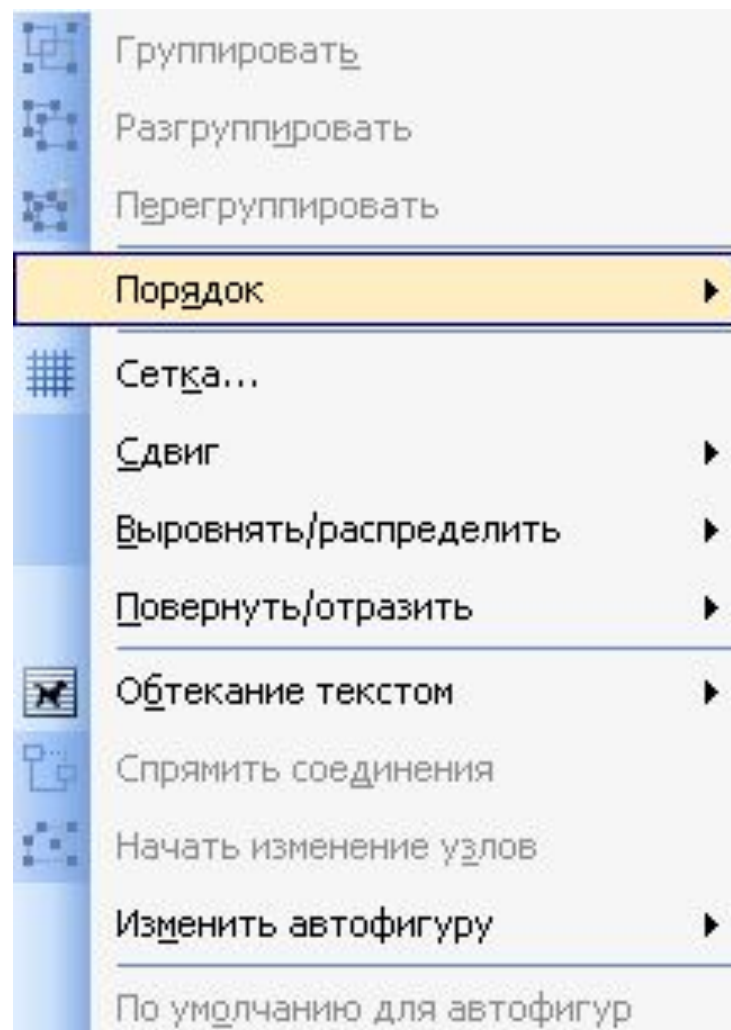 Группировать
Разгруппировать
Перегруппировать
Порядок
Сетка...
Сдвиг
Выровнять/распределить
Повернуть/отразить
Обтекание текстом
Спрямить соединения
Начать изменение узлов
Изменить автофигуру
По умолчанию для автофигур